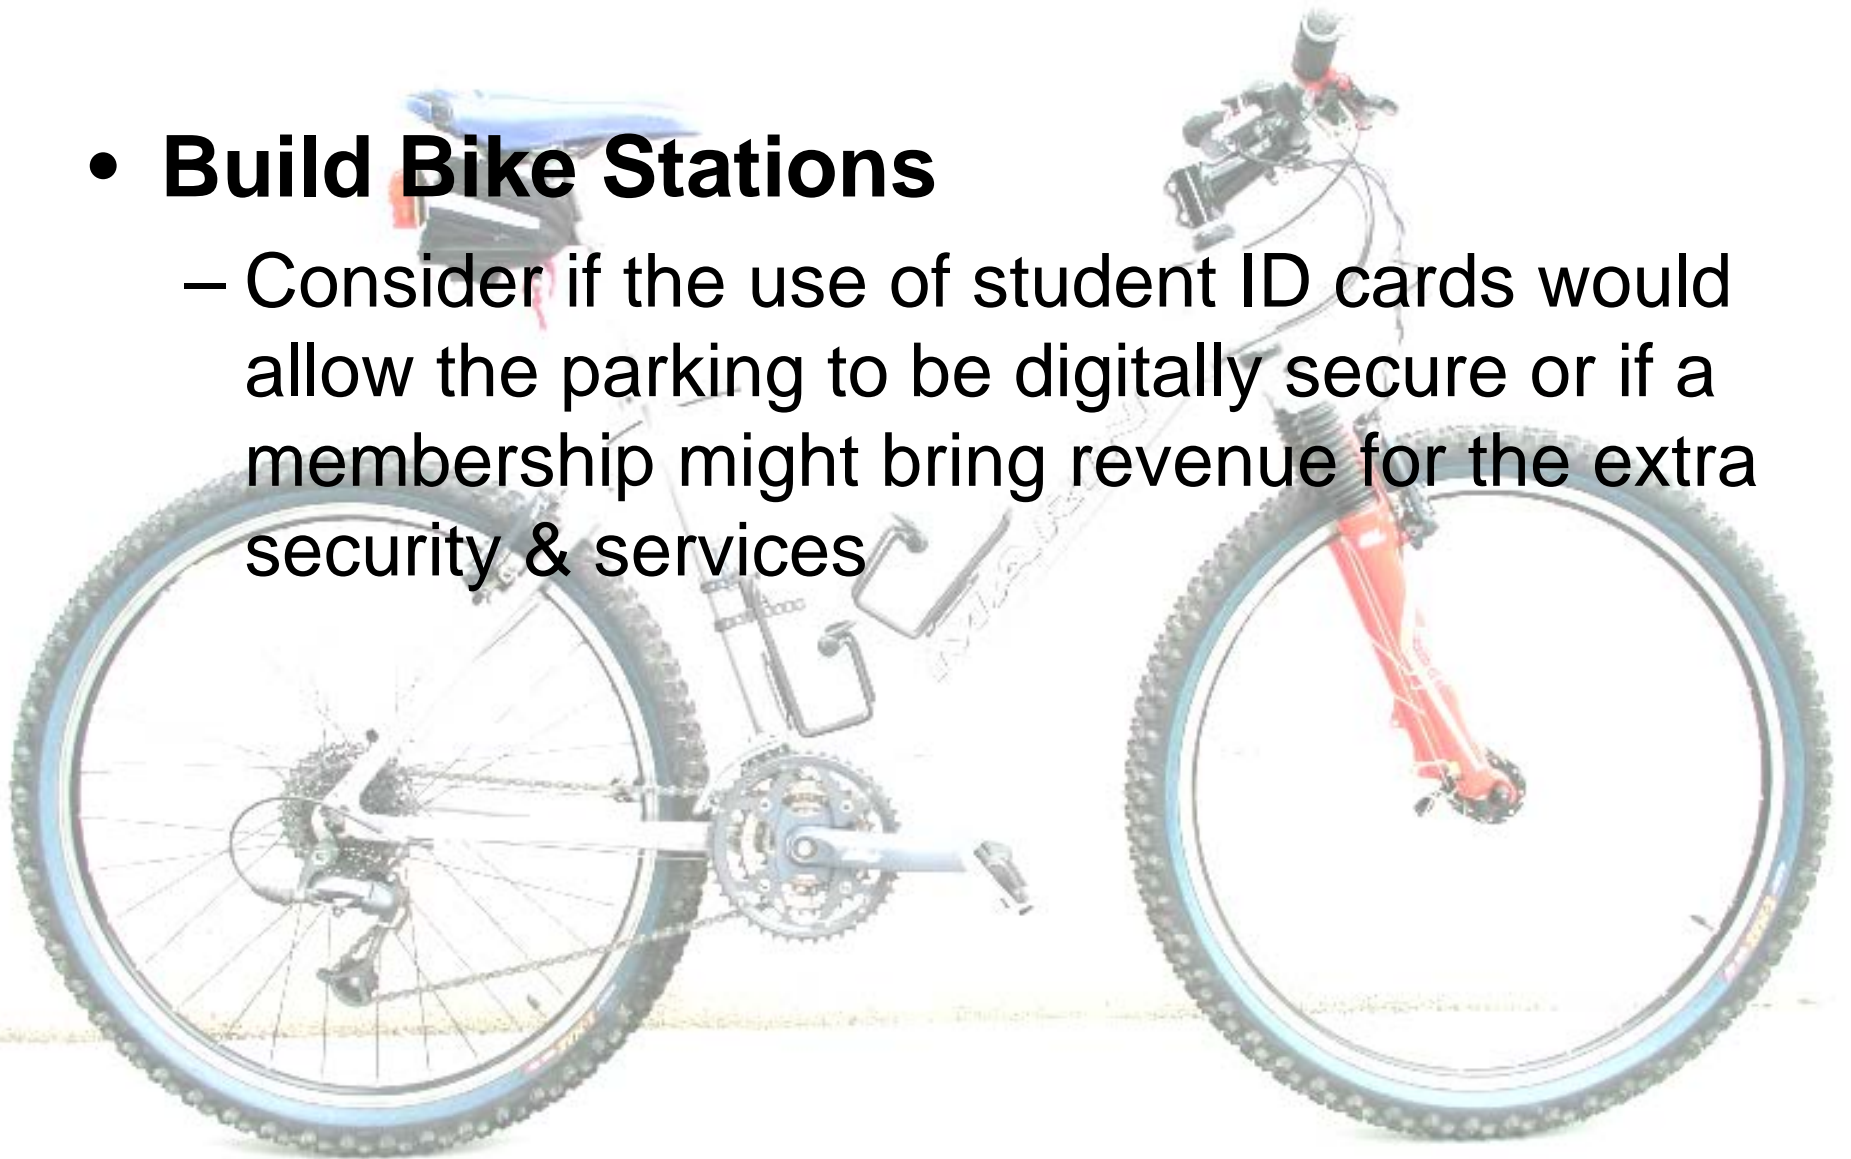 • Build Bike Stations
– Consider if the use of student ID cards would
allow the parking to be digitally secure or if a
membership might bring revenue for the extra
security & services